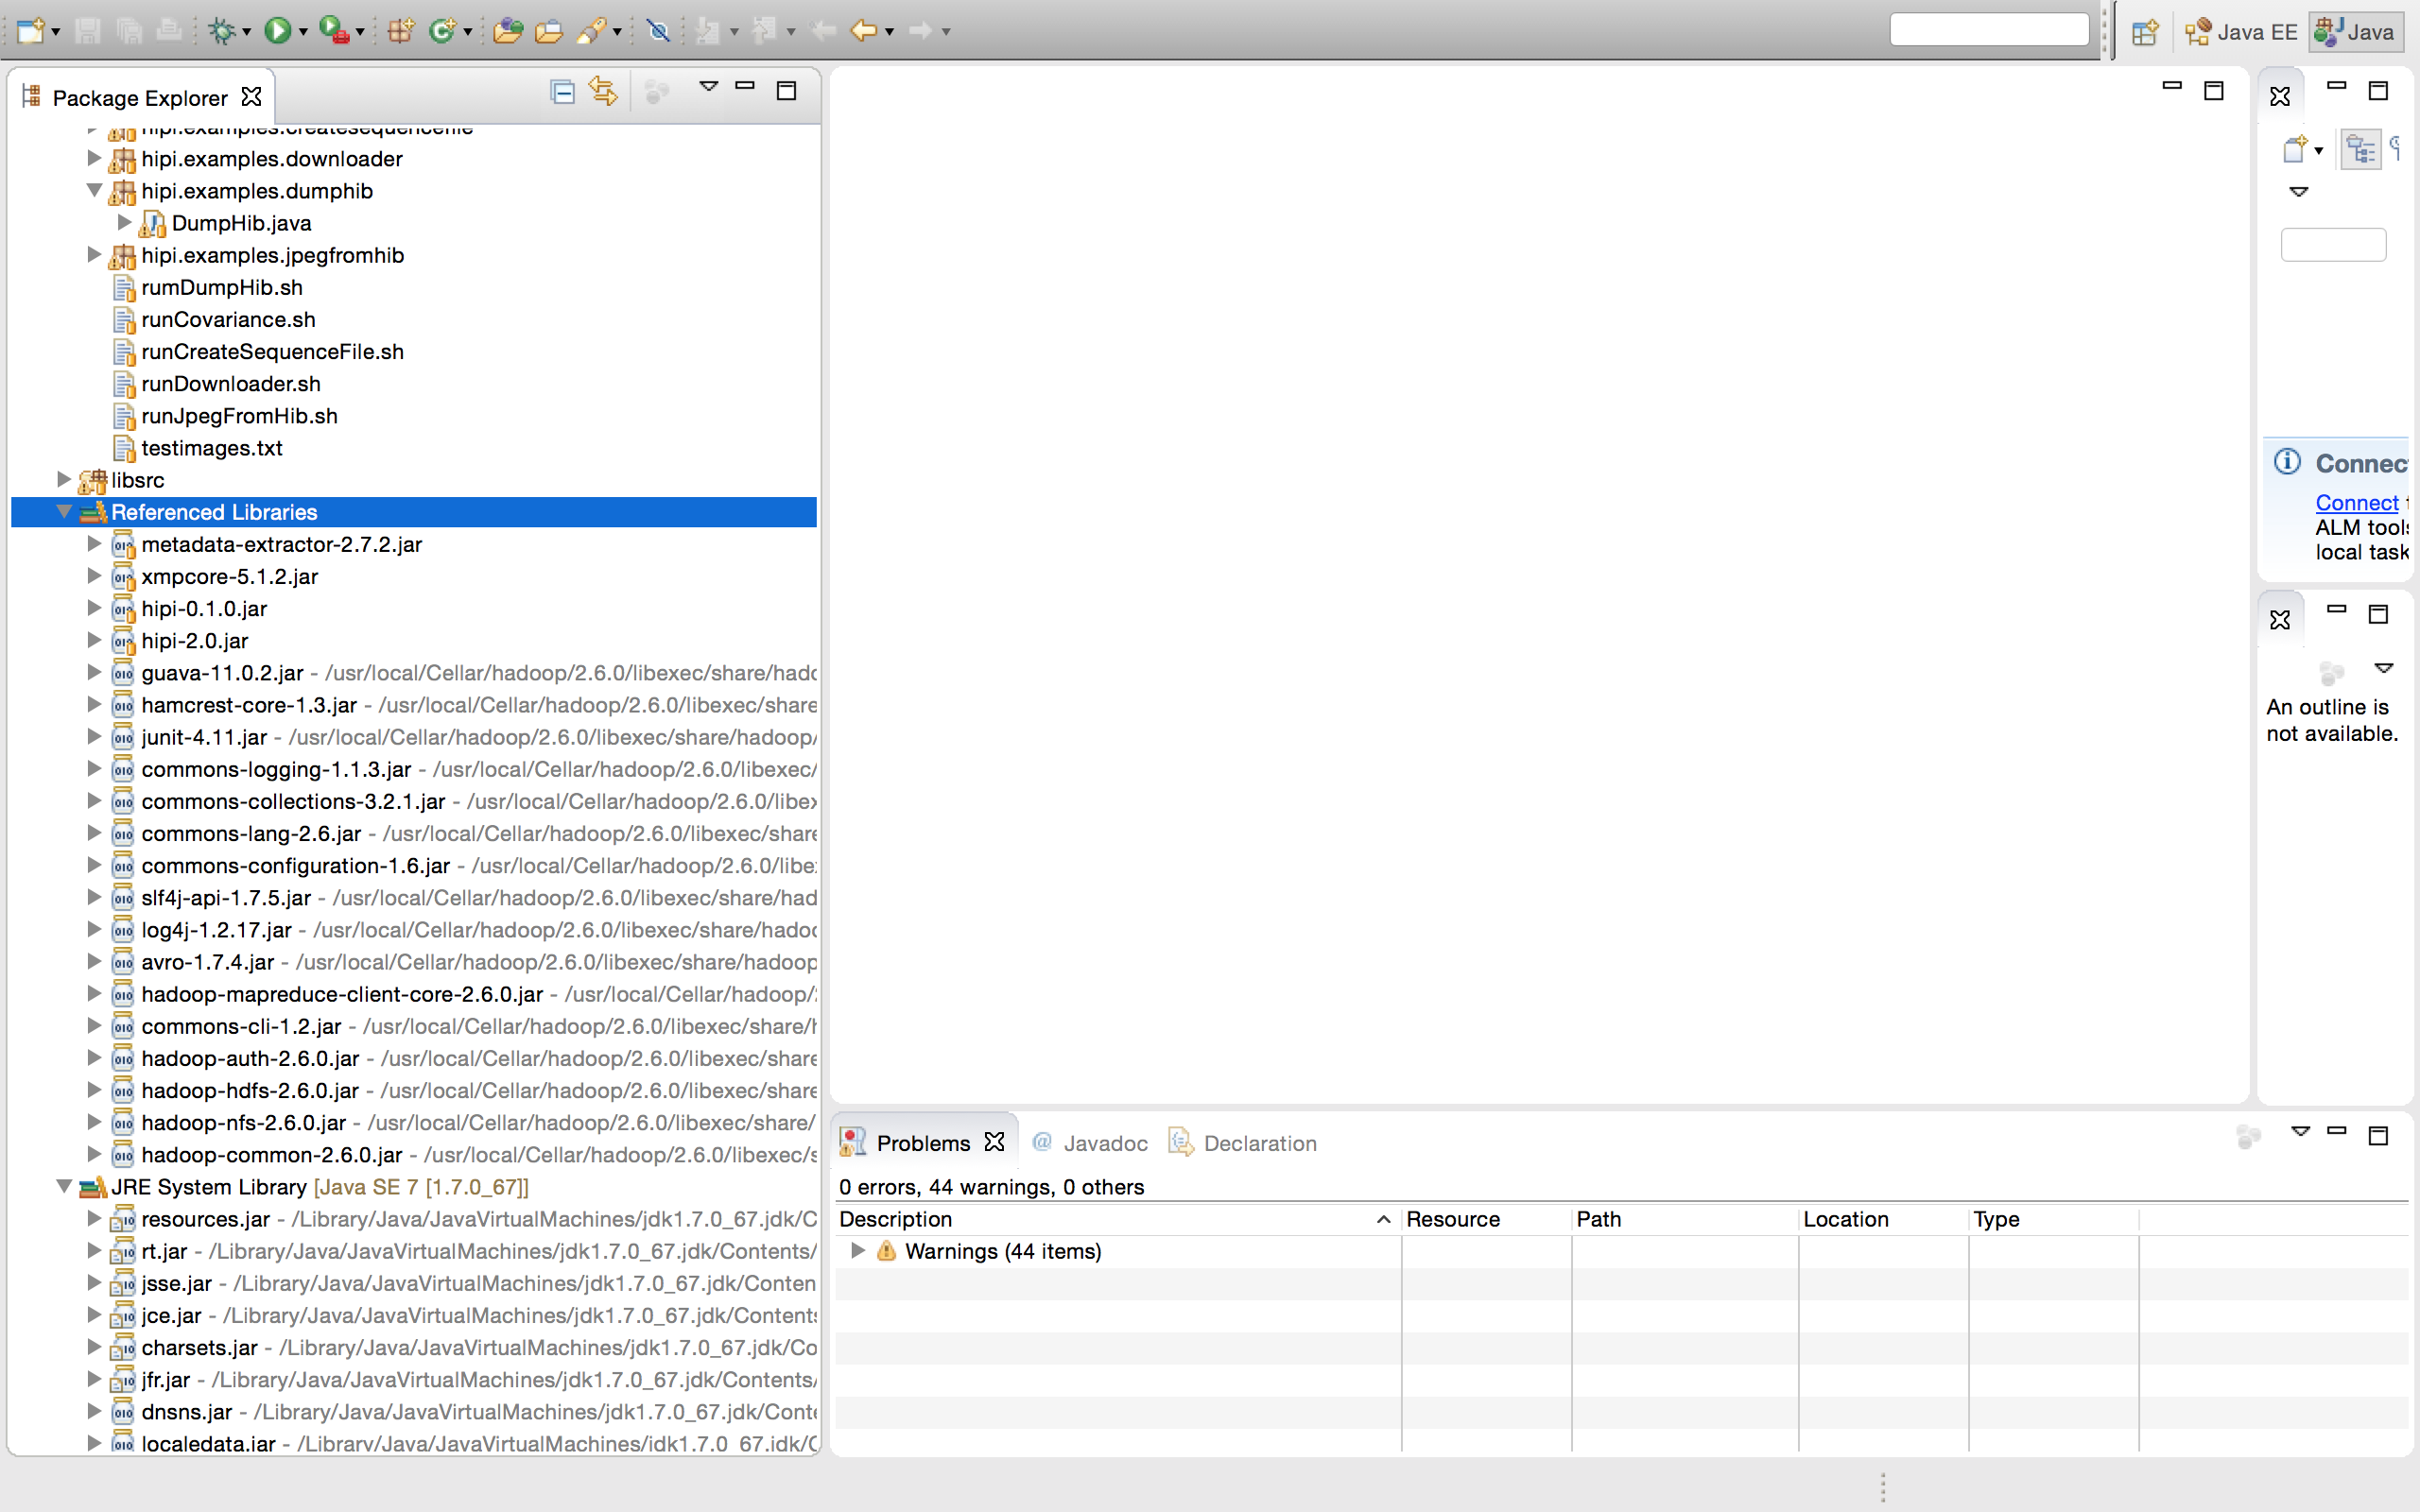 Java EE
Java
Package Explorer
hipi.examples.createsequencefile
hipi.examples.downloader
hipi.examples.dumphib
DumpHib.java
hipi.examples.jpegfromhib
rumDumpHib.sh
runCovariance.sh
runCreateSequenceFile.sh
runDownloader.sh
runJpegFromHib.sh
testimages.txt
libsrc
Referenced Libraries
metadata-extractor-2.7.2.jar
xmpcore-5.1.2.jar
hipi-0.1.0.jar
hipi-2.0.jar
guava-11.0.2.jar - /usr/local/Cellar/hadoop/2.6.0/libexec/share/hadc
hamcrest-core-1.3.jar - /usr/local/Cellar/hadoop/2.6.0/libexec/share
junit-4.11.jar - /usr/local/Cellar/hadoop/2.6.0/libexec/share/hadoop/
commons-logging-1.1.3.jar - /usr/local/Cellar/hadoop/2.6.0/libexec/
commons-collections-3.2.1.jar - /usr/local/Cellar/hadoop/2.6.0/libex
commons-lang-2.6.jar - /usr/local/Cellar/hadoop/2.6.0/libexec/share
commons-configuration-1.6.jar - /usr/local/Cellar/hadoop/2.6.0/libe
slf4j-api-1.7.5.jar - /usr/local/Cellar/hadoop/2.6.0/libexec/share/had
log4j-1.2.17.jar - /usr/local/Cellar/hadoop/2.6.0/libexec/share/hadoc
avro-1.7.4.jar - /usr/local/Cellar/hadoop/2.6.0/libexec/share/hadoop
hadoop-mapreduce-client-core-2.6.0.jar - /usr/local/Cellar/hadoop/
commons-cli-1.2.jar - /usr/local/Cellar/hadoop/2.6.0/libexec/share/h
hadoop-auth-2.6.0.jar - /usr/local/Cellar/hadoop/2.6.0/libexec/share
hadoop-hdfs-2.6.0.jar - /usr/local/Cellar/hadoop/2.6.0/libexec/share
hadoop-nfs-2.6.0.jar - /usr/local/Cellar/hadoop/2.6.0/libexec/share/
hadoop-common-2.6.0.jar - /usr/local/Cellar/hadoop/2.6.0/libexec/s
JRE System Library [Java SE 7 [1.7.0_67]]
resources.jar - /Library/Java/JavaVirtualMachines/jdk1.7.0_67.jdk/C
rt.jar - /Library/Java/JavaVirtualMachines/jdk1.7.0_67.jdk/Contents/
jsse.jar - /Library/Java/JavaVirtualMachines/jdk1.7.0_67.jdk/Conten
jce.jar - /Library/Java/JavaVirtualMachines/jdk1.7.0_67.jdk/Contents
charsets.jar - /Library/Java/JavaVirtualMachines/jdk1.7.0_67.jdk/Co
jfr.jar - /Library/Java/JavaVirtualMachines/jdk1.7.0_67.jdk/Contents/
dnsns.jar - /Library/Java/JavaVirtualMachines/jdk1.7.0_67.jdk/Conte
localedata.jar - /Library/Java/JavaVirtualMachines/jdk1.7.0_67.jdk/C
Connec
Connect t
ALM tools
local task
An outline is
not available.
Problems
Javadoc
Declaration
0 errors, 44 warnings, 0 others
Description Resource Path Location Type
Warnings (44 items)